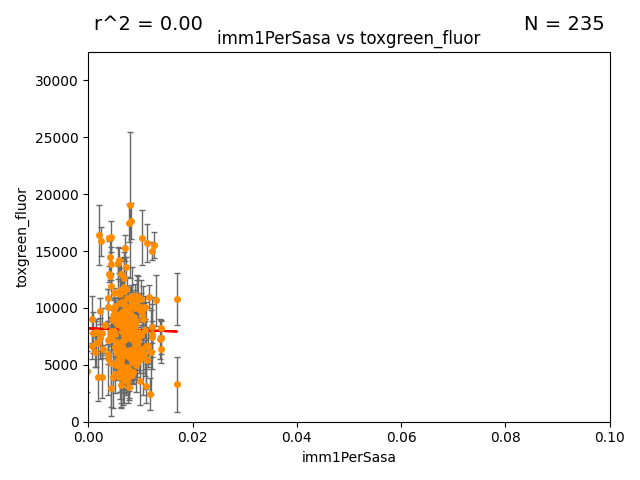 r^2 = 0.00
N = 235
imm1PerSasa vs toxgreen_fluor
30000
25000
20000
15000
10000
5000
0
toxgreen_fluor
0.00 0.02 0.04 0.06 0.08 0.10
imm1PerSasa